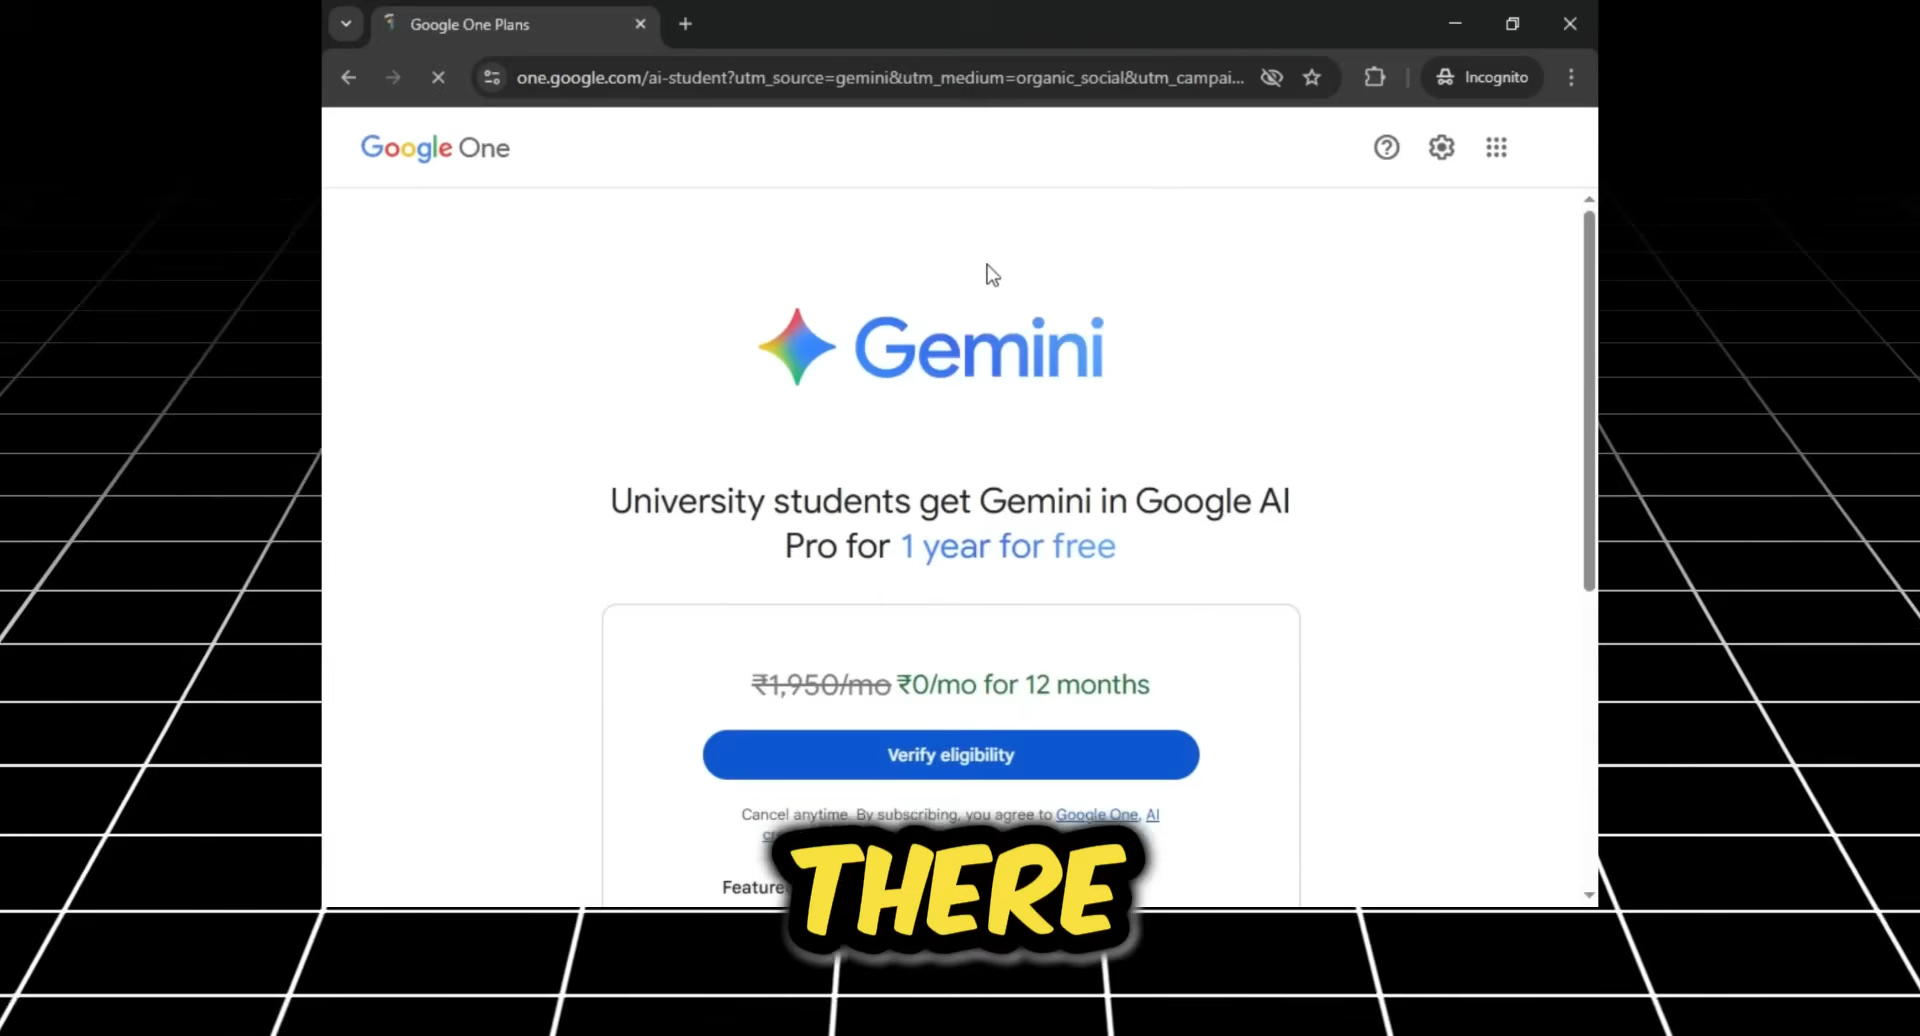 Google One Plans
one.google.com/ai-student?utm_source=gemini&utm_medium=organic_social&utm_campai...
Incognito
Google One
Gemini
University students get Gemini in Google AI
Pro for 1 year for free
₹1,950/mo ₹0/mo for 12 months
Verify eligibility
Cancel anytime. By subscribing, you agree to Google One, AI
Feature
THERE